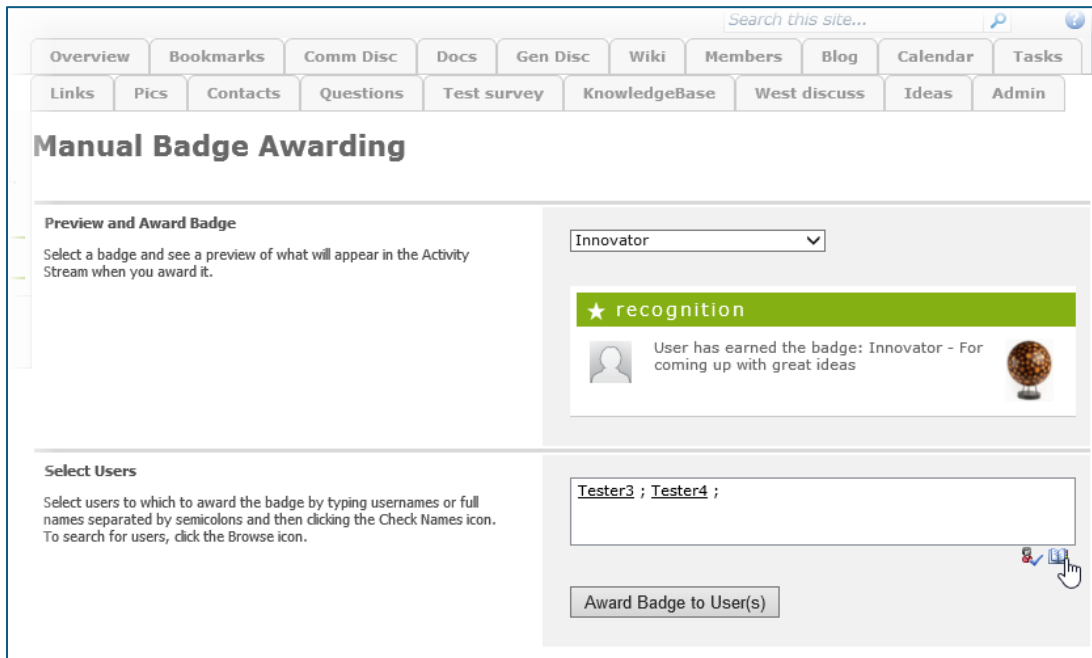 Search this site...
Overview Bookmarks Comm Disc Docs Gen Disc Wiki Members Blog Calendar Tasks
Links Pics Contacts Questions Test survey KnowledgeBase West discuss Ideas Admin
Manual Badge Awarding
Preview and Award Badge
Select a badge and see a preview of what will appear in the Activity
Stream when you award it.
Innovator
recognition
User has earned the badge: Innovator - For
coming up with great ideas
Select Users
Select users to which to award the badge by typing usernames or full
names separated by semicolons and then clicking the Check Names icon.
To search for users, click the Browse icon.
Tester3 ; Tester4 ;
Award Badge to User(s)